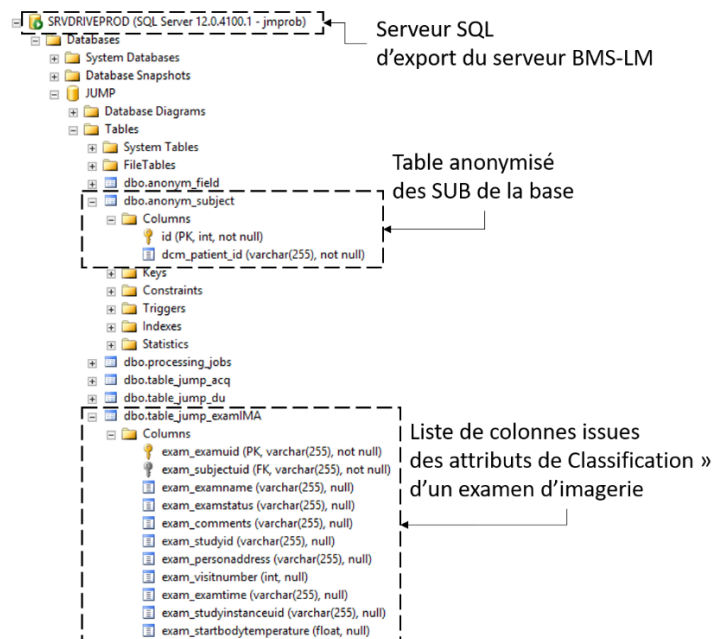 SRVDRIVEPROD (SQL Server 12.0.4100.1 - jmprob)
Serveur SQL
d'export du serveur BMS-LM
Databases
System Databases
Database Snapshots
JUMP
Database Diagrams
Tables
System Tables
FileTables
dbo.anonym_field
Table anonymisé
des SUB de la base
dbo.anonym_subject
Columns
id (PK, int, not null)
dcm_patient_id (varchar(255), not null)
Keys
Constraints
Triggers
Indexes
Statistics
dbo.processing_jobs
dbo.table_jump_acq
dbo.table_jump_du
dbo.table_jump_examIMA
Liste de colonnes issues
des attributs de Classification »
d'un examen d'imagerie
Columns
exam_examuid (PK, varchar(255), not null)
exam_subjectuid (FK, varchar(255), not null)
exam_examname (varchar(255), null)
exam_examstatus (varchar(255), null)
exam_comments (varchar(255), null)
exam_studyid (varchar(255), null)
exam_personaddress (varchar(255), null)
exam_visitnumber (int, null)
exam_examtime (varchar(255), null)
exam_studyinstanceuid (varchar(255), null)
exam_startbodytemperature (float, null)